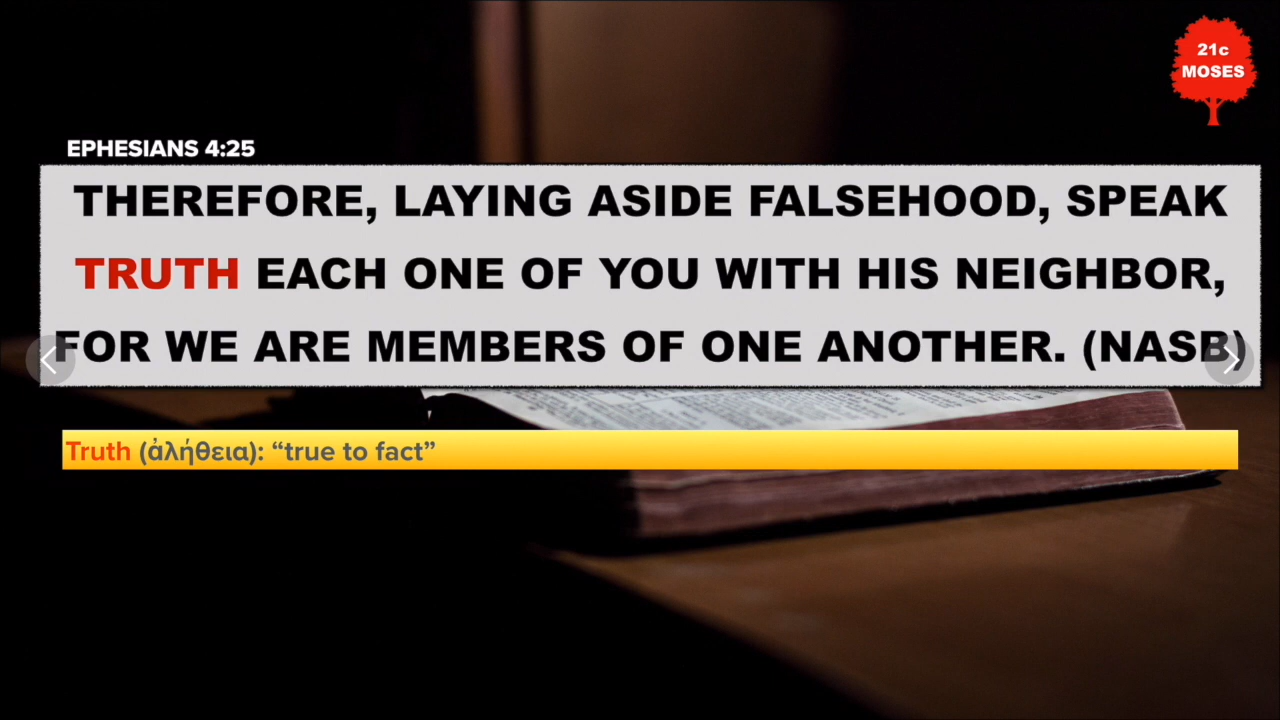 21c
MOSES
EPHESIANS 4:25
THEREFORE, LAYING ASIDE FALSEHOOD, SPEAK
TRUTH EACH ONE OF YOU WITH HIS NEIGHBOR,
FOR WE ARE MEMBERS OF ONE ANOTHER. (NASB)
Truth (ἀλήθεια): “true to fact”